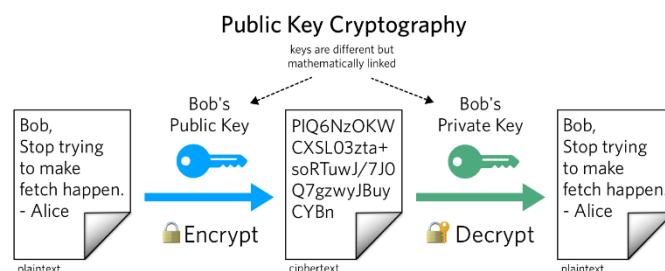 Public Key Cryptography
keys are different but
mathematically linked
Bob,
Stop trying
to make
fetch happen.
- Alice
plaintext
Bob's
Public Key
Encrypt
PIQ6NzOKW
CXSL03zta+
soRTuwJ/7J0
Q7gzwyJBuy
CYBn
ciphertext
Bob's
Private Key
Decrypt
Bob,
Stop trying
to make
fetch happen.
- Alice
plaintext